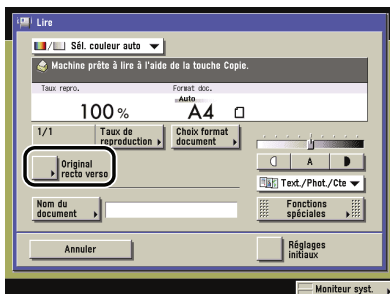 Lire
Sél. couleur auto
Machine prête à lire à l'aide de la touche Copie.
Taux repro.
Format doc.
100 %
Auto
A4
1/1
Taux de
reproduction
Choix format
document
Original
recto verso
A
Text./Phot./Cte
Nom du
document
Fonctions
spéciales
Annuler
Réglages
initiaux
Moniteur syst.